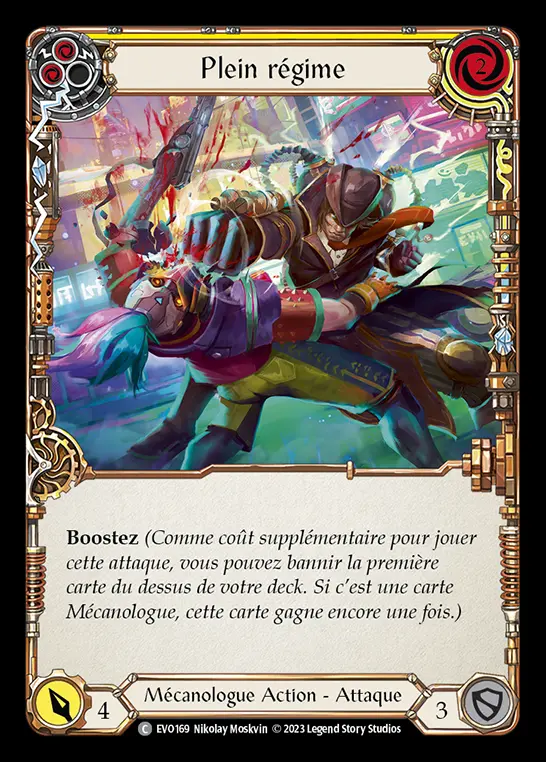 Plein régime
2
Boostez (Comme coût supplémentaire pour jouer
cette attaque, vous pouvez bannir la première
carte du dessus de votre deck. Si c'est une carte
Mécanologue, cette carte gagne encore une fois.)
4
Mécanologue Action - Attaque
3
C EVO169 Nikolay Moskvin © 2023 Legend Story Studios